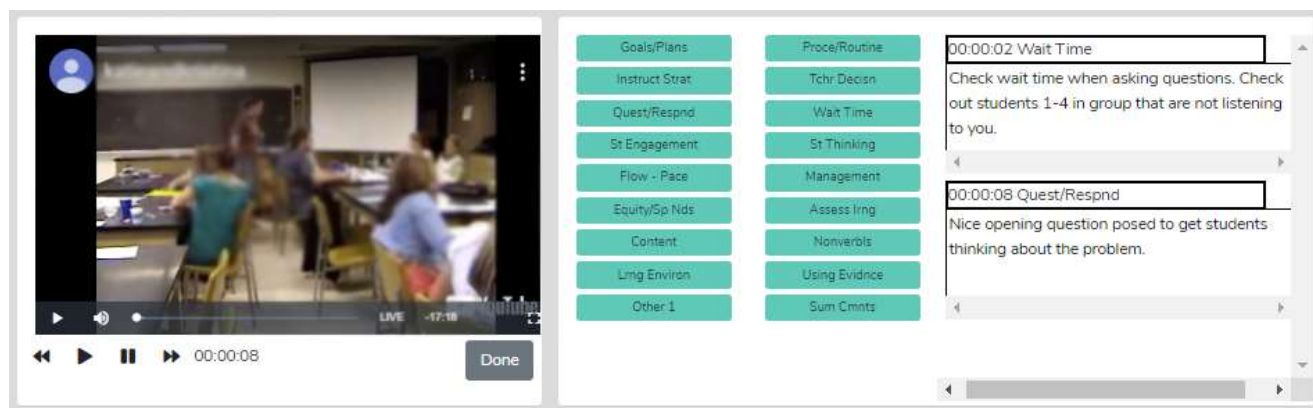 LIVE
-17:18
00:00:08
Done
Goals/Plans
Instruct Strat
Quest/Respnd
St Engagement
Flow - Pace
Equity/Sp Nds
Content
Lrng Environ
Other 1
Proce/Routine
Tchr Decisn
Wait Time
St Thinking
Management
Assess lrng
Nonverbls
Using Evidnce
Sum Cmnts
00:00:02 Wait Time
Check wait time when asking questions. Check
out students 1-4 in group that are not listening
to you.
00:00:08 Quest/Respnd
Nice opening question posed to get students
thinking about the problem.